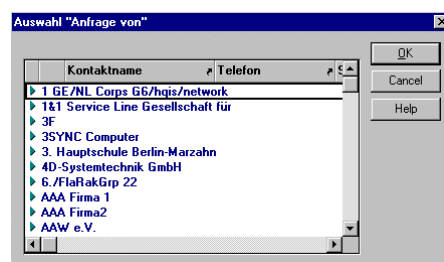 Auswahl "Anfrage von"
OK
Kontaktname Telefon
Cancel
1 GE/NL Corps G6/hqis/network
1&1 Service Line Gesellschaft für
Help
3F
3SYNC Computer
3. Hauptschule Berlin-Marzahn
4D-Systemtechnik GmbH
6./FlaRakGrp 22
AAA Firma 1
AAA Firma2
AAW e.V.